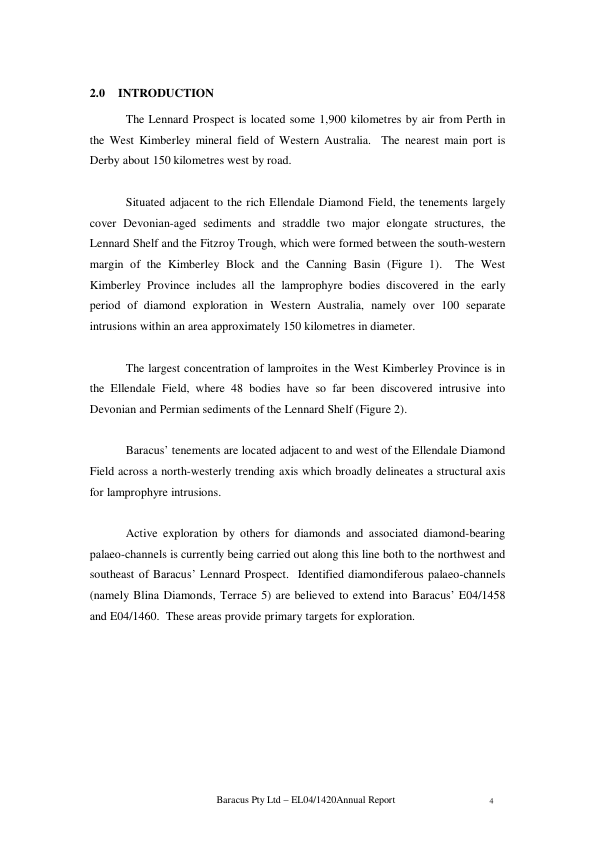 2.0 INTRODUCTION
The Lennard Prospect is located some 1,900 kilometres by air from Perth in
the West Kimberley mineral field of Western Australia. The nearest main port is
Derby about 150 kilometres west by road.
Situated adjacent to the rich Ellendale Diamond Field, the tenements largely
cover Devonian-aged sediments and straddle two major elongate structures, the
Lennard Shelf and the Fitzroy Trough, which were formed between the south-western
margin of the Kimberley Block and the Canning Basin (Figure 1). The West
Kimberley Province includes all the lamprophyre bodies discovered in the early
period of diamond exploration in Western Australia, namely over 100 separate
intrusions within an area approximately 150 kilometres in diameter.
The largest concentration of lamproites in the West Kimberley Province is in
the Ellendale Field, where 48 bodies have so far been discovered intrusive into
Devonian and Permian sediments of the Lennard Shelf (Figure 2).
Baracus' tenements are located adjacent to and west of the Ellendale Diamond
Field across a north-westerly trending axis which broadly delineates a structural axis
for lamprophyre intrusions.
Active exploration by others for diamonds and associated diamond-bearing
palaeo-channels is currently being carried out along this line both to the northwest and
southeast of Baracus' Lennard Prospect. Identified diamondiferous palaeo-channels
(namely Blina Diamonds, Terrace 5) are believed to extend into Baracus' E04/1458
and E04/1460. These areas provide primary targets for exploration.
Baracus Pty Ltd – EL04/1420Annual Report 4